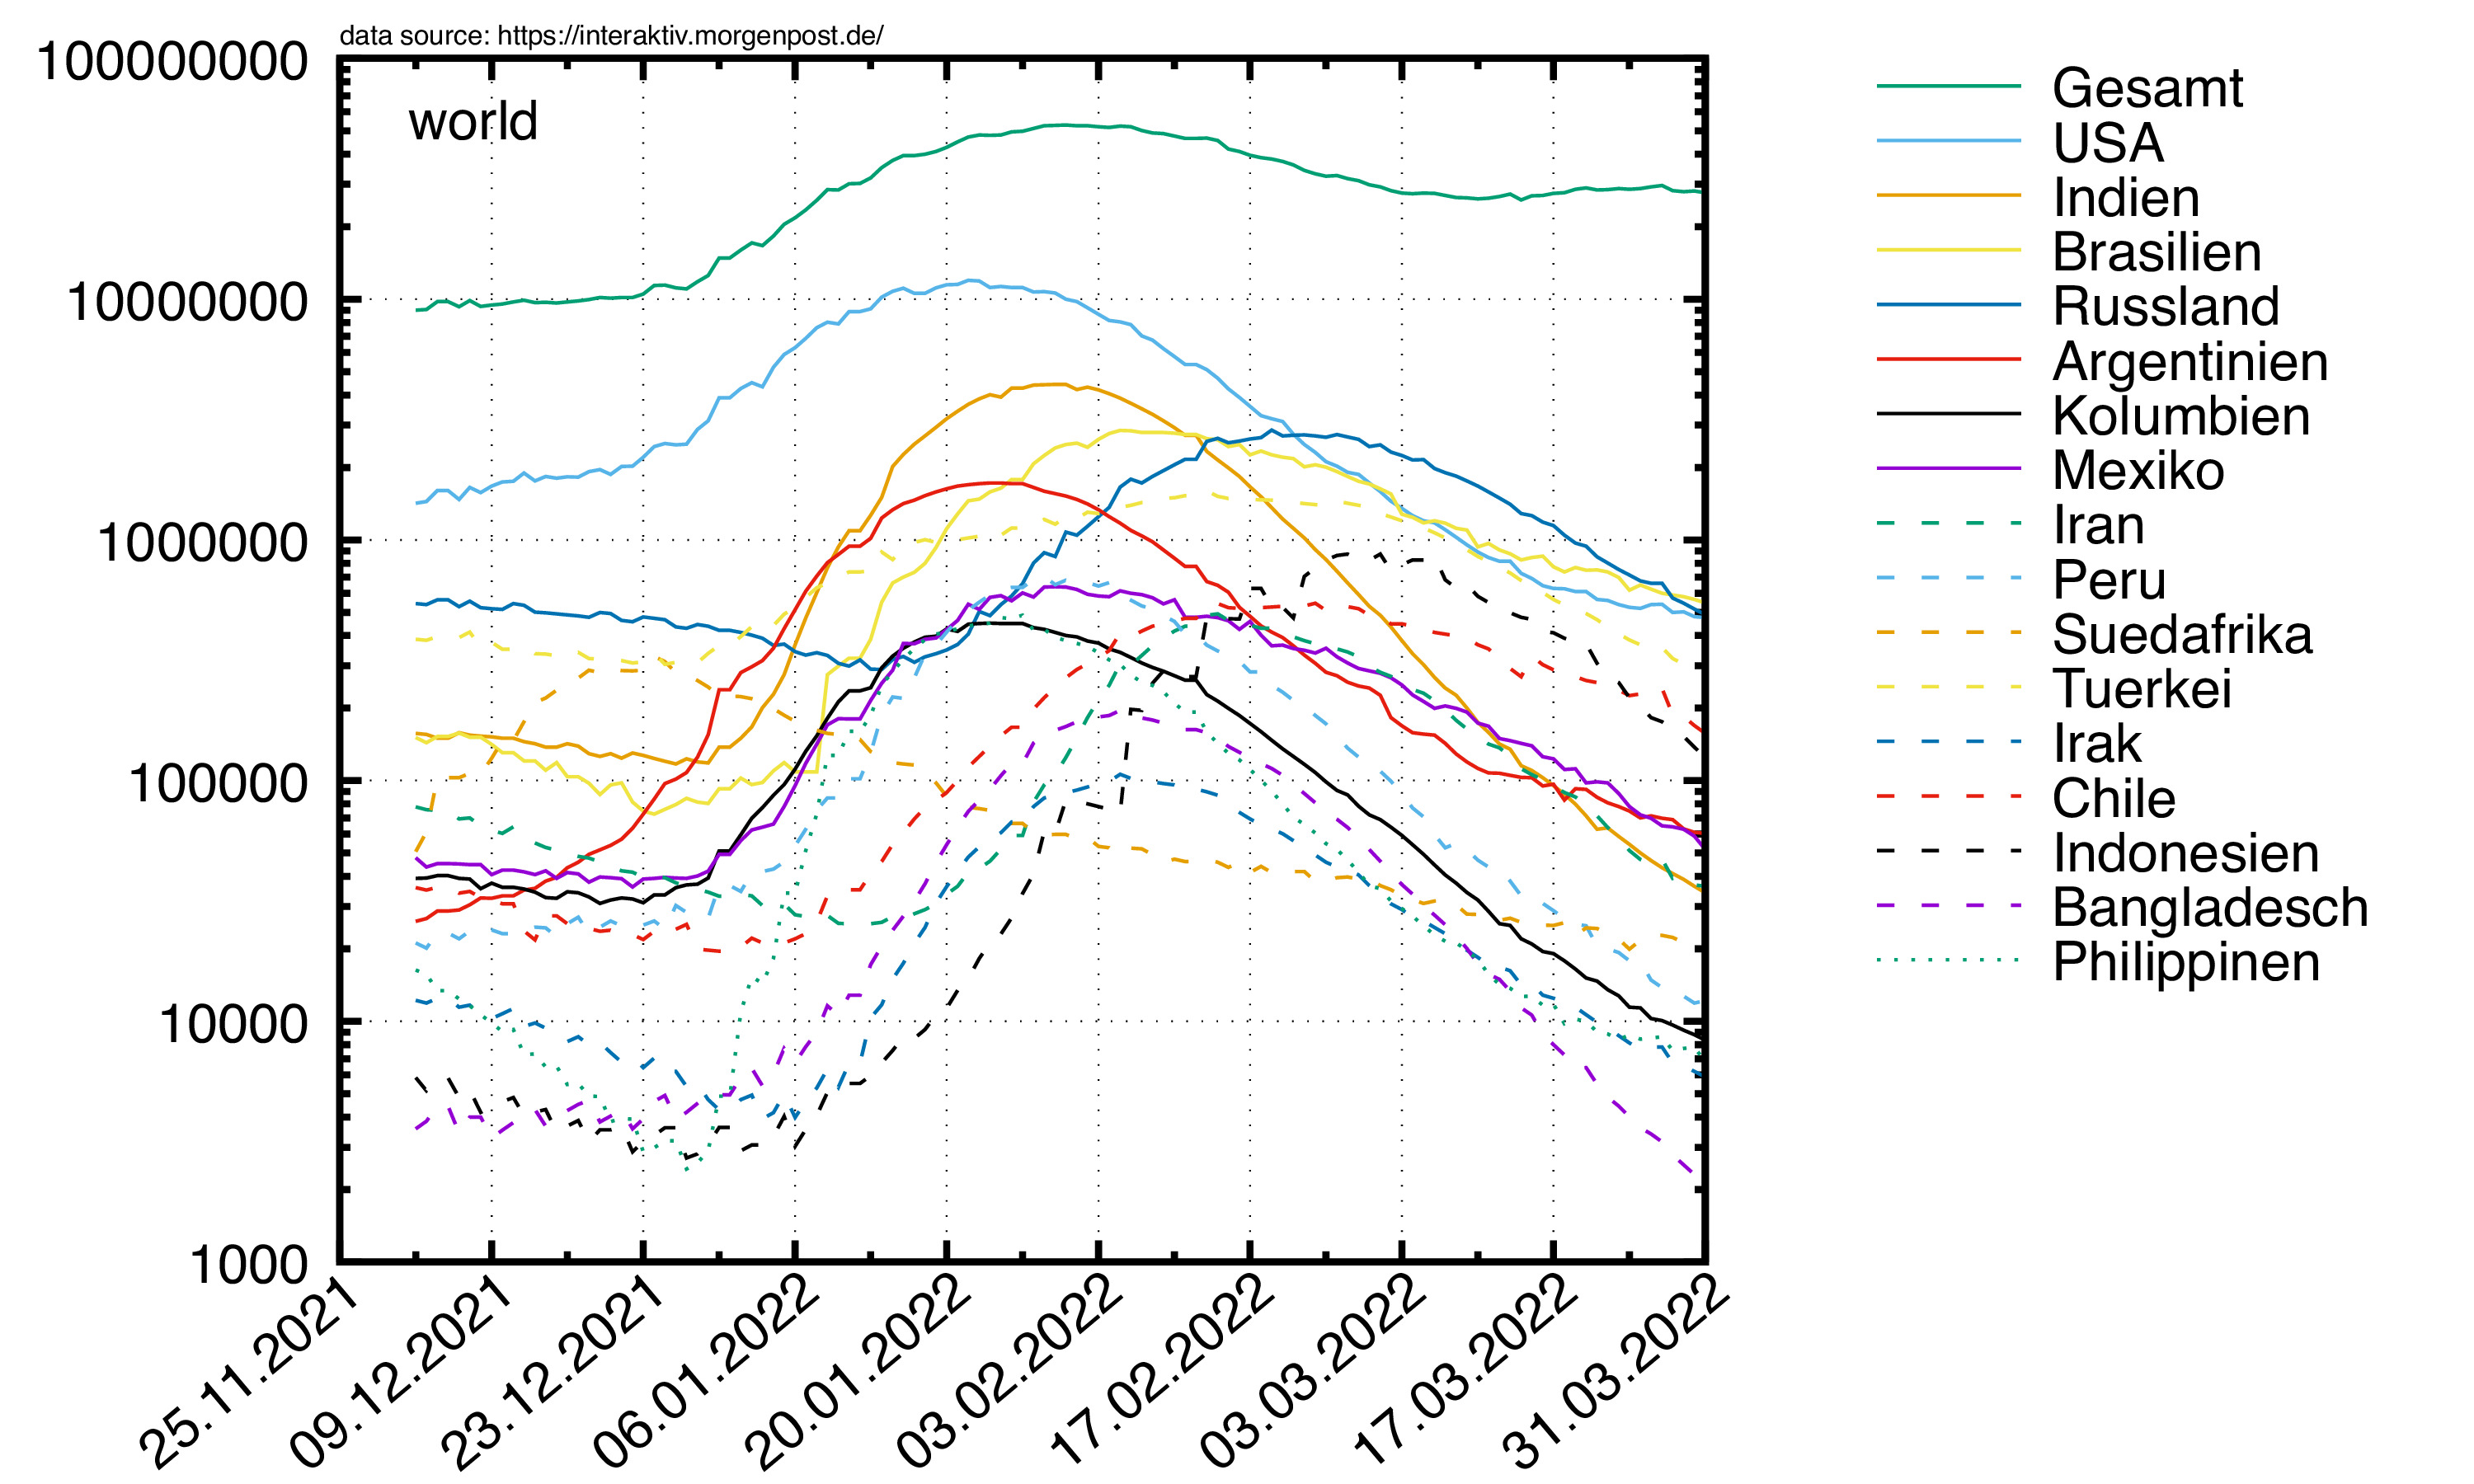 data source: https://interaktiv.morgenpost.de/
world
100000000
10000000
1000000
100000
10000
1000
25.11.2021
09.12.2021
23.12.2021
06.01.2022
20.01.2022
03.02.2022
17.02.2022
03.03.2022
17.03.2022
31.03.2022
Gesamt
USA
Indien
Brasilien
Russland
Argentinien
Kolumbien
Mexiko
Iran
Peru
Suedafrika
Tuerkei
Irak
Chile
Indonesien
Bangladesch
Philippinen